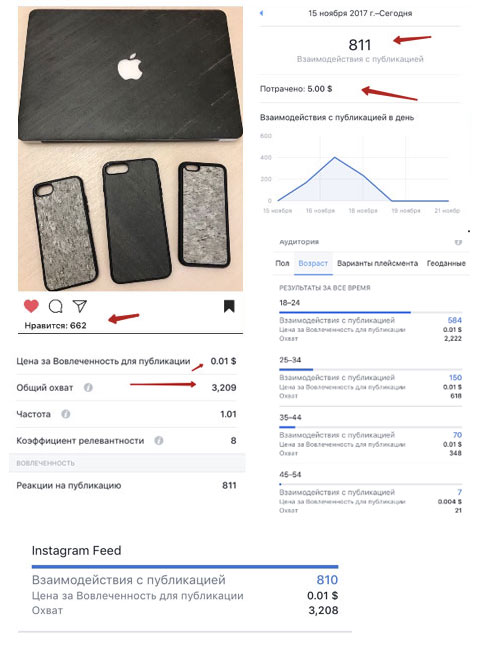 15 ноября 2017 г.–Сегодня
811
Взаимодействия с публикацией
Потрачено: 5.00 $
Взаимодействия с публикацией в день
600
400
200
0
15 ноября 16 ноября 18 ноября 19 ноября 21 нояб
Нравится: 662
Цена за Вовлеченность для публикации 0.01 $
Общий охват 3,209
Частота 1.01
Коэффициент релевантности 8
ВОВЛЕЧЕННОСТЬ
Реакции на публикацию 811
Аудитория
Пол Возраст Варианты плейсмента Геоданные
РЕЗУЛЬТАТЫ ЗА ВСЕ ВРЕМЯ
18–24
Взаимодействия с публикацией 584
Цена за Вовлеченность для публикации 0.01 $
Охват 2,222
25–34
Взаимодействия с публикацией 150
Цена за Вовлеченность для публикации 0.01 $
Охват 618
35–44
Взаимодействия с публикацией 70
Цена за Вовлеченность для публикации 0.01 $
Охват 348
45–54
Взаимодействия с публикацией 7
Цена за Вовлеченность для публикации 0.004 $
Охват 21
Instagram Feed
Взаимодействия с публикацией 810
Цена за Вовлеченность для публикации 0.01 $
Охват 3,208